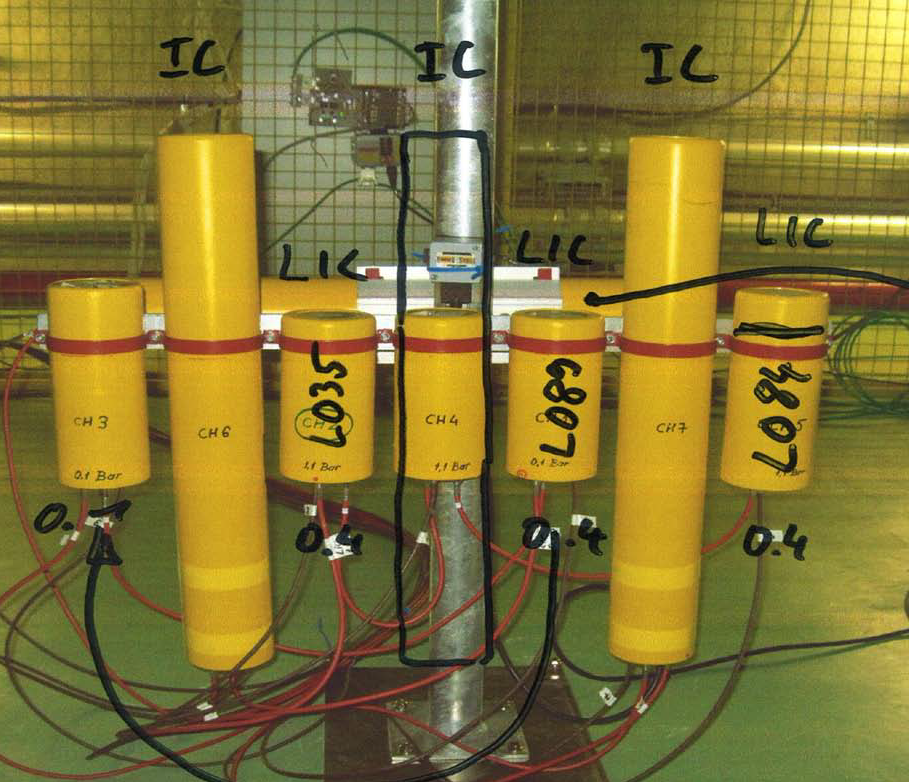 IC
IC
IC
LIC
LIC
LIC
CH 3
0,1 Bar
CH6
L035
1,1 Bar
CH4
1,1 Bar
L089
0,1 Bar
CH7
L084
0.4
0.4
0.4